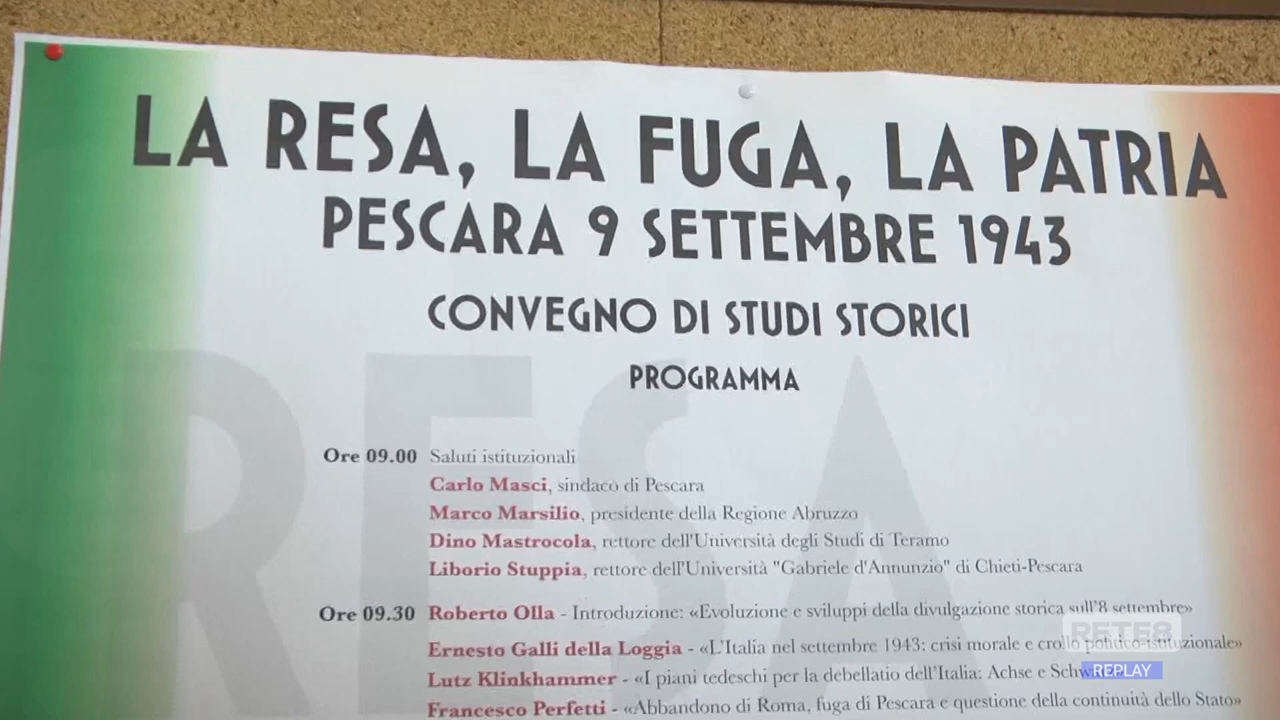 LA RESA, LA FUGA, LA PATRIA
PESCARA 9 SETTEMBRE 1943
CONVEGNO DI STUDI STORICI
PROGRAMMA
RESA
Ore 09.00 Saluti istituzionali
Carlo Masci, sindaco di Pescara
Marco Marsilio, presidente della Regione Abruzzo
Dino Mastrocola, rettore dell'Università degli Studi di Teramo
Liborio Stuppia, rettore dell'Università "Gabriele d'Annunzio" di Chieti-Pescara
Ore 09.30 Roberto Olla - Introduzione: «Evoluzione e sviluppi della divulgazione storica sull'8 settembre»
Ernesto Galli della Loggia - «L'Italia nel settembre 1943: crisi morale e crollo politico-istituzionale»
Lutz Klinkhammer - «I piani tedeschi per la debellatio dell'Italia: Achse e
Francesco Perfetti - «Abbandono di Roma, fuga di Pescara e questione della continuità dello Stato»
RETE8
REPLAY